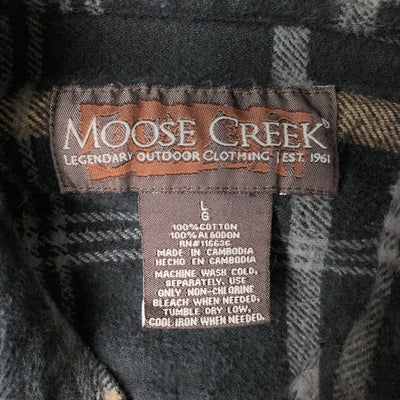 MOOSE CREEK
LEGENDARY OUTDOOR CLOTHING | EST. 1961
L
G
100% COTTON
100% ALGODON
RN# 116636
MADE IN CAMBODIA
HECHO EN CAMBODIA
MACHINE WASH COLD,
SEPARATELY. USE
ONLY NON-CHLORINE
BLEACH WHEN NEEDED,
TUMBLE DRY LOW,
COOL IRON WHEN NEEDED.